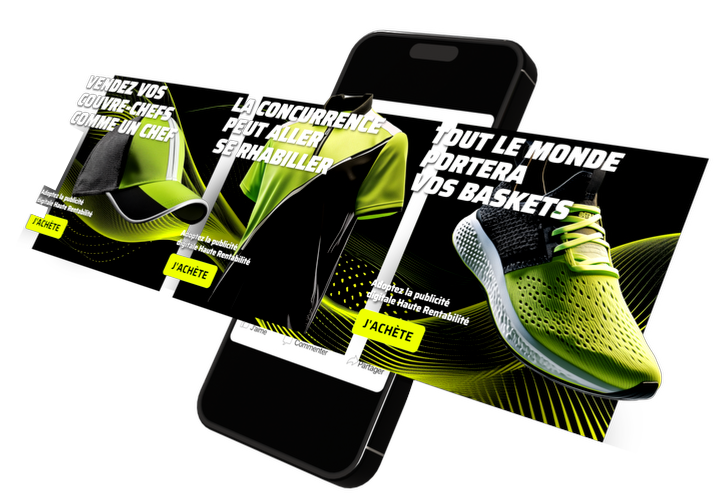 VENDEZ VOS
COUVRE-CHEFS
COMME UN CHEF
Adoptez la publicité
digitale Haute Rentabilité
J'ACHÈTE
LA CONCURRENCE
PEUT ALLER
SE RHABILLER
Adoptez la publicité
digitale Haute Rentabilité
J'ACHÈTE
TOUT LE MONDE
PORTERA
VOS BASKETS
Adoptez la publicité
digitale Haute Rentabilité
J'ACHÈTE
J'aime
Commenter
Partager